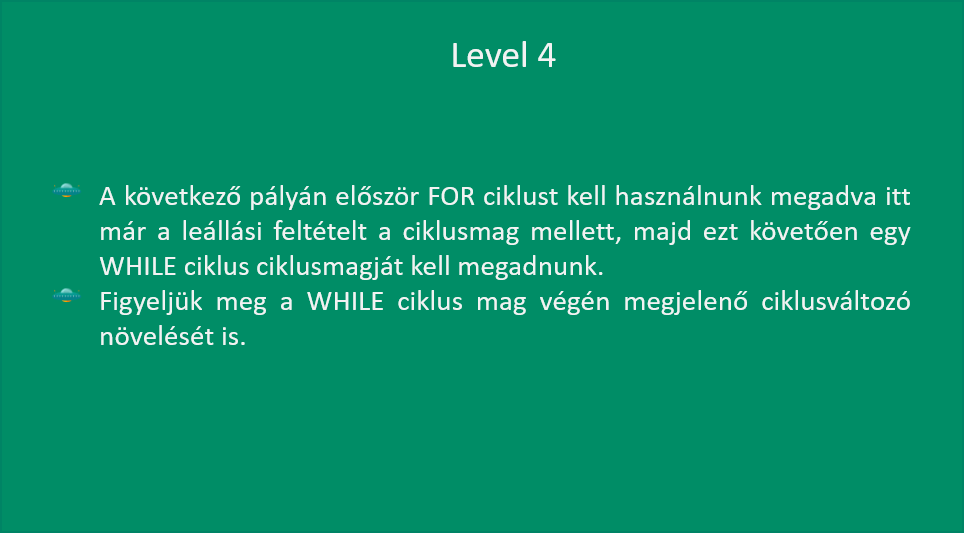 Level 4
A következő pályán először FOR ciklust kell használnunk megadva itt
már a leállási feltételt a ciklusmag mellett, majd ezt követően egy
WHILE ciklus ciklusmagját kell megadnunk.
Figyeljük meg a WHILE ciklus mag végén megjelenő ciklusváltozó
növelését is.